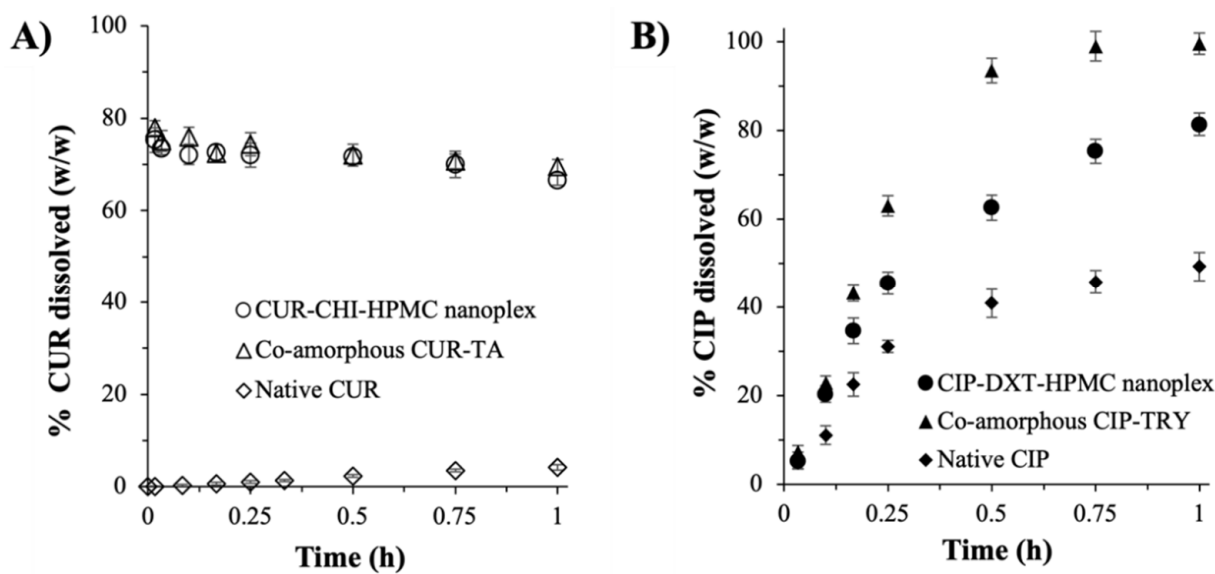 A)
% CUR dissolved (w/w)
100
80
60
40
20
0
CUR-CHI-HPMC nanoplex
Co-amorphous CUR-TA
Native CUR
0 0.25 0.5 0.75 1
Time (h)
B)
% CIP dissolved (w/w)
100
80
60
40
20
0
CIP-DXT-HPMC nanoplex
Co-amorphous CIP-TRY
Native CIP
0 0.25 0.5 0.75 1
Time (h)